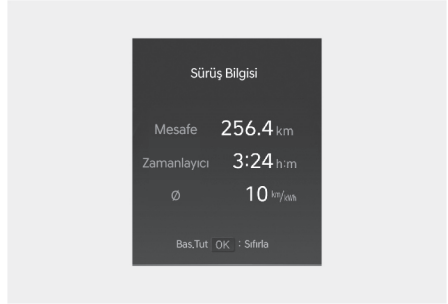 Sürüş Bilgisi
Mesafe 256.4 km
Zamanlayıcı 3:24 h:m
Ø 10 km/kWh
Bas.Tut OK : Sıfırla